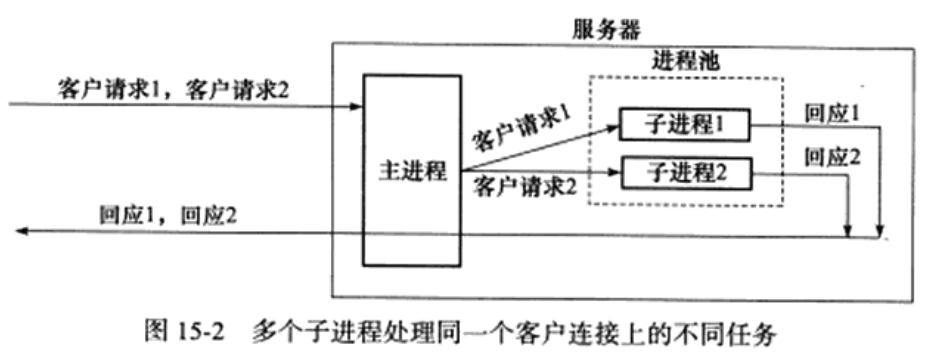 服务器
进程池
客户请求1，客户请求2
客户请求1
子进程1
回应1
主进程
客户请求2
子进程2
回应2
回应1，回应2
图 15-2 多个子进程处理同一个客户连接上的不同任务